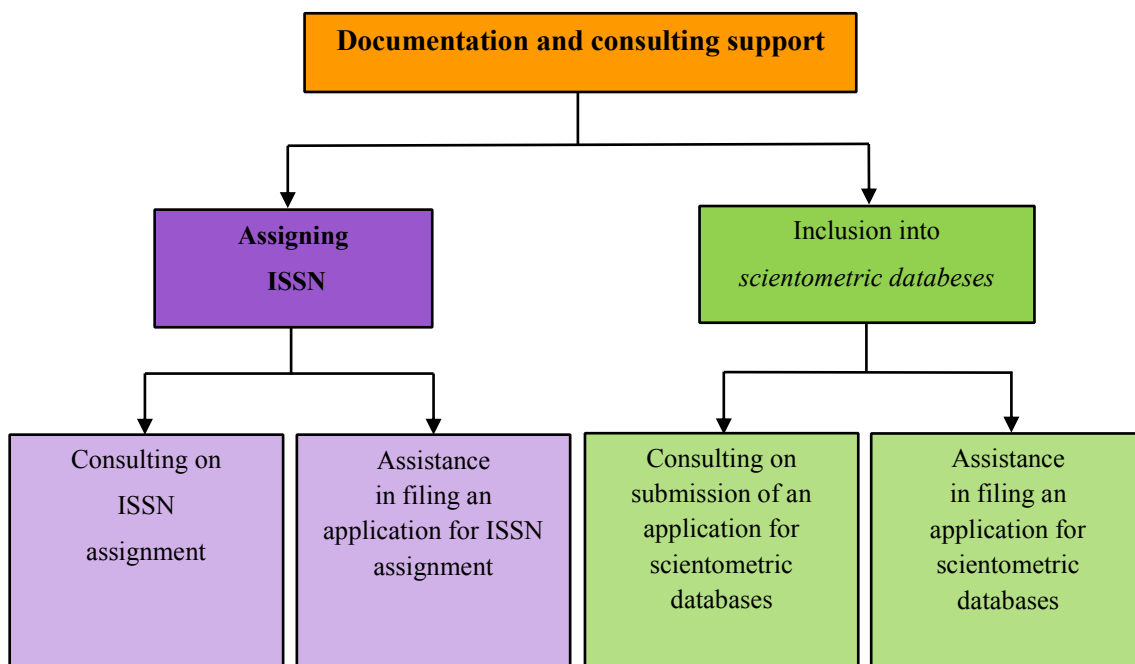 Documentation and consulting support
Assigning
ISSN
Inclusion into
scientometric databeses
Consulting on
ISSN
assignment
Assistance
in filing an
application for ISSN
assignment
Consulting on
submission of an
application for
scientometric
databases
Assistance
in filing an
application for
scientometric
databases